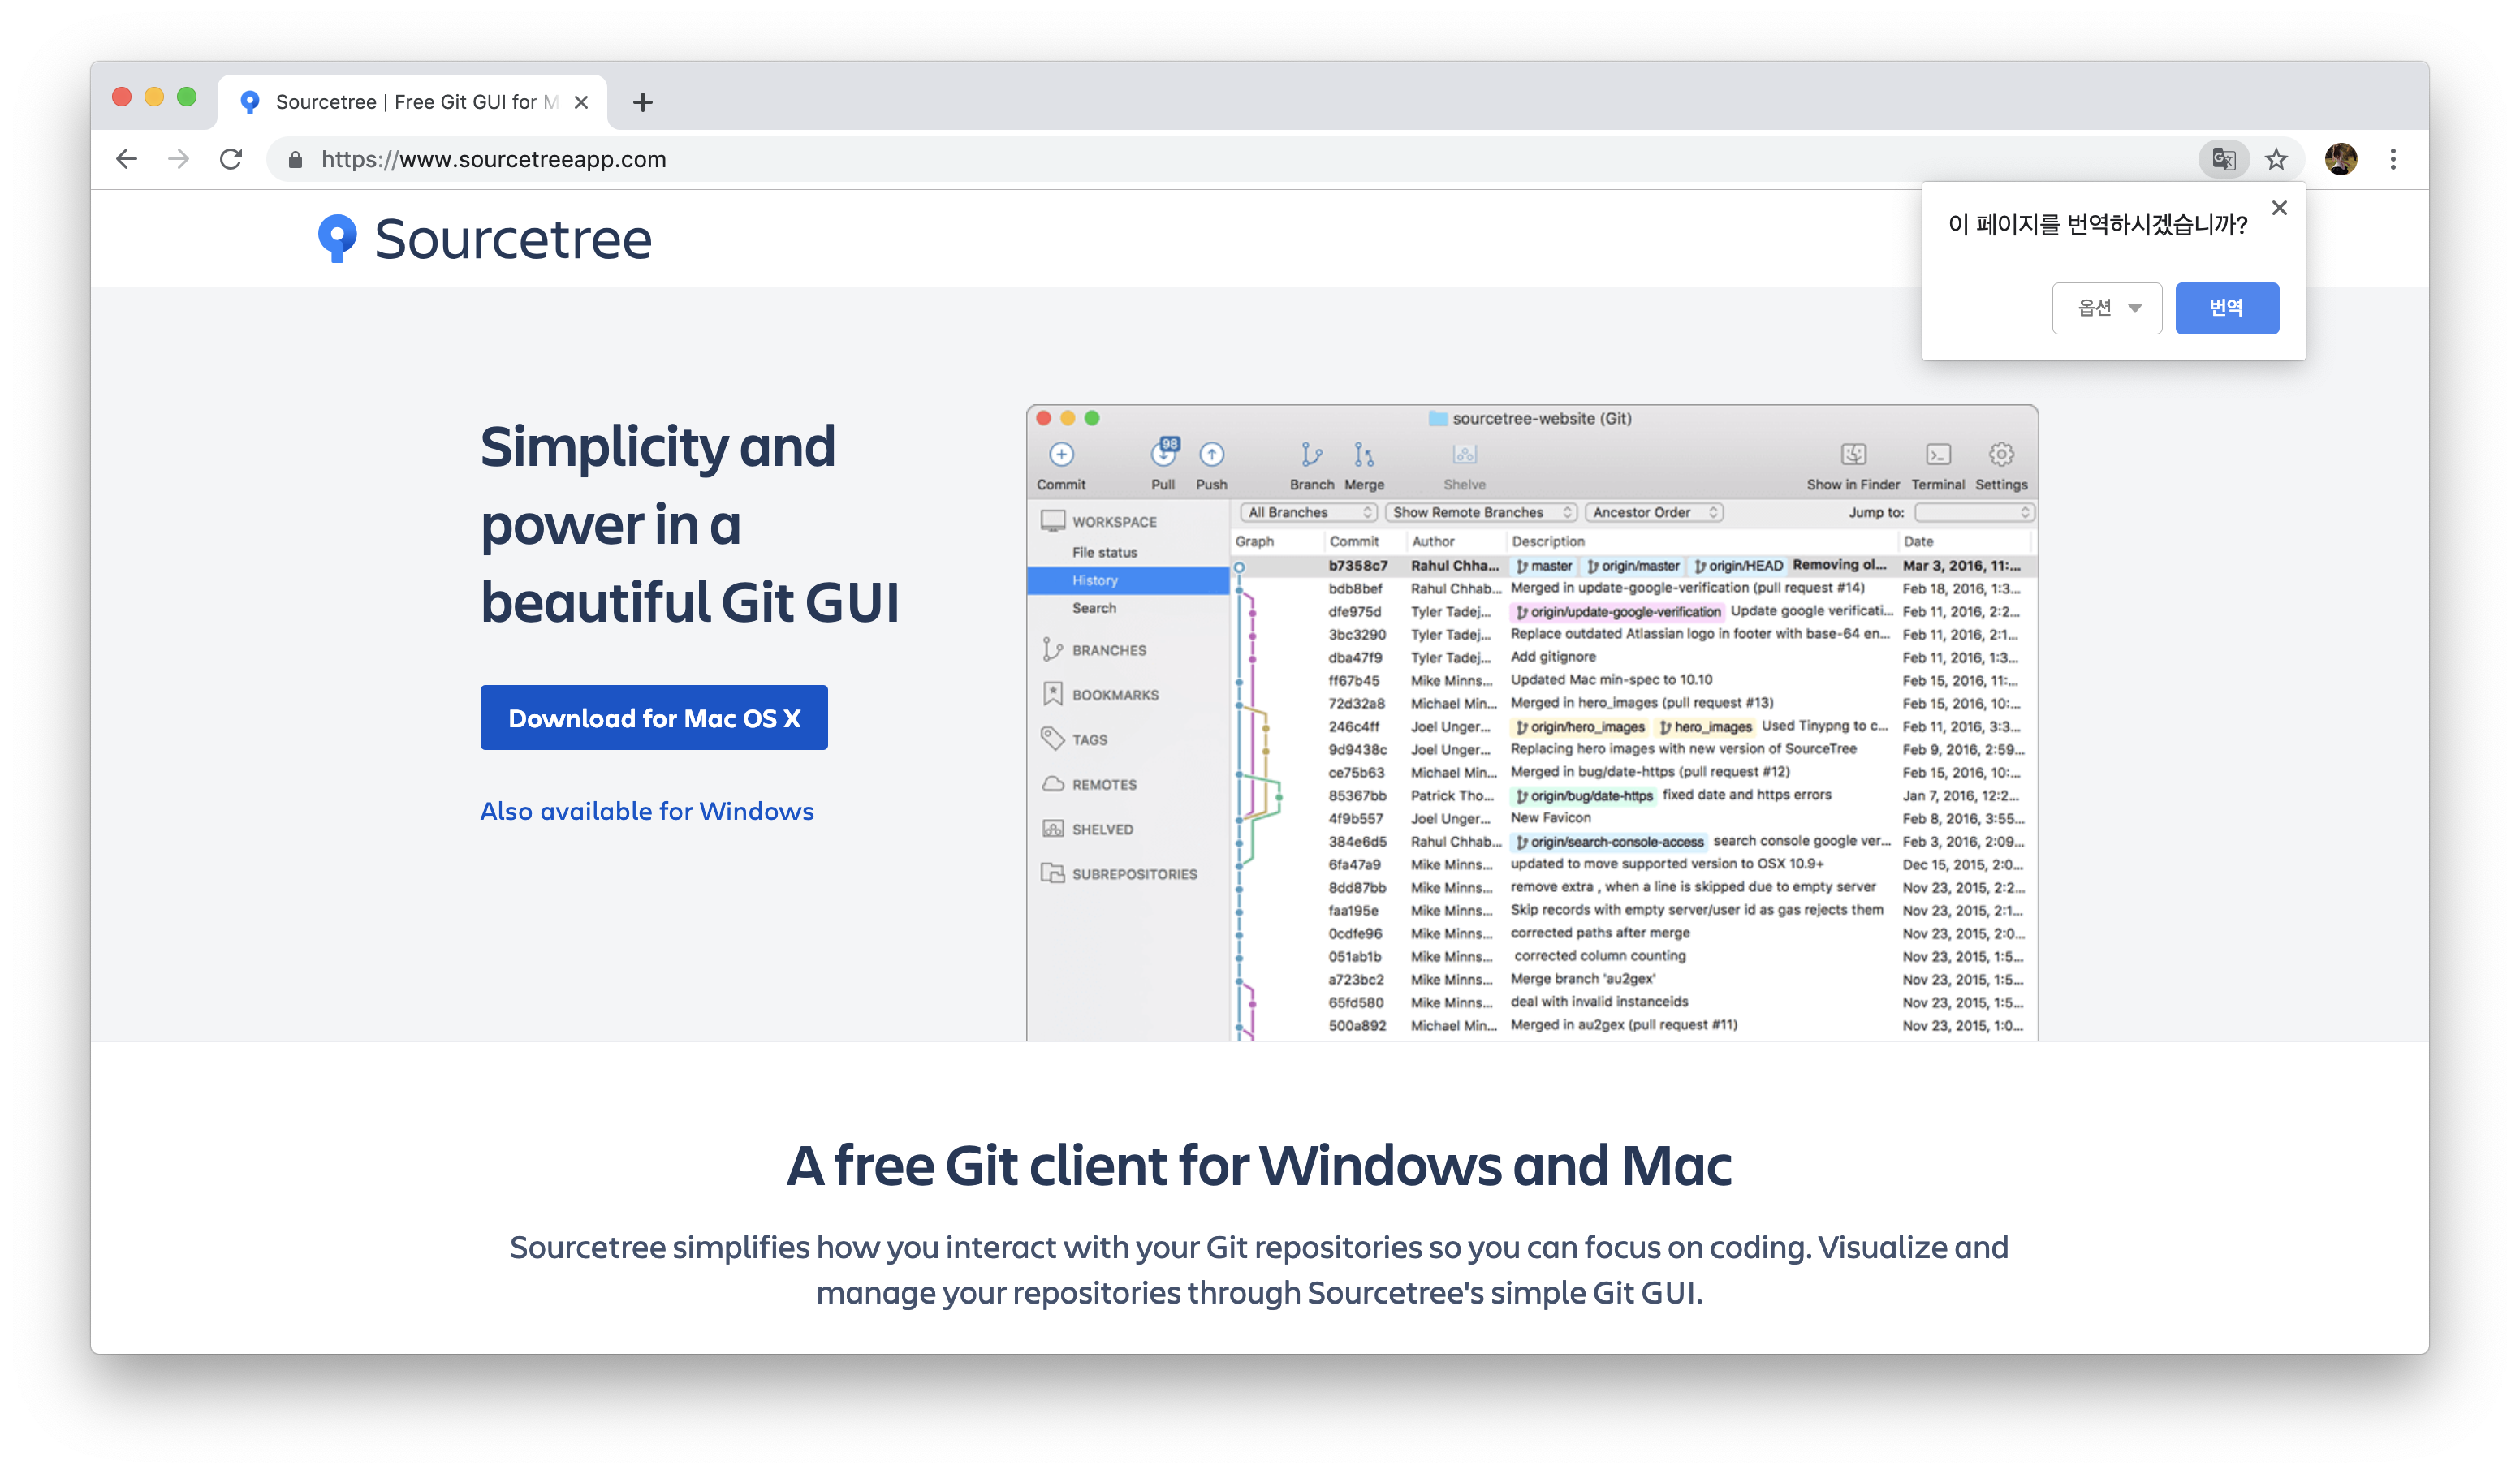 Sourcetree | Free Git GUI for M
https://www.sourcetreeapp.com
이 페이지를 번역하시겠습니까?
옵션 번역
Sourcetree
Simplicity and
power in a
beautiful Git GUI
Download for Mac OS X
Also available for Windows
sourcetree-website (Git)
98
Commit Pull Push Branch Merge Shelve Show in Finder Terminal Settings
All Branches Show Remote Branches Ancestor Order Jump to:
WORKSPACE
File status
History
Search
BRANCHES
BOOKMARKS
TAGS
REMOTES
SHELVED
SUBREPOSITORIES
Graph Commit Author Description Date
b7358c7 Rahul Chha... master origin/master origin/HEAD Removing ol... Mar 3, 2016, 11:...
bdb8bef Rahul Chhab... Merged in update-google-verification (pull request #14) Feb 18, 2016, 1:3...
dfe975d Tyler Tadej... origin/update-google-verification Update google verificati... Feb 11, 2016, 2:2...
3bc3290 Tyler Tadej... Replace outdated Atlassian logo in footer with base-64 en... Feb 11, 2016, 2:1...
dba47f9 Tyler Tadej... Add gitignore Feb 11, 2016, 1:3...
ff67b45 Mike Minns... Updated Mac min-spec to 10.10 Feb 15, 2016, 11:...
72d32a8 Michael Min... Merged in hero_images (pull request #13) Feb 15, 2016, 10:...
246c4ff Joel Unger... origin/hero_images hero_images Used Tinypng to c... Feb 11, 2016, 3:3...
9d9438c Joel Unger... Replacing hero images with new version of SourceTree Feb 9, 2016, 2:59...
ce75b63 Michael Min... Merged in bug/date-https (pull request #12) Feb 15, 2016, 10:...
85367bb Patrick Tho... origin/bug/date-https fixed date and https errors Jan 7, 2016, 12:2...
4f9b557 Joel Unger... New Favicon Feb 8, 2016, 3:55...
384e6d5 Rahul Chhab... origin/search-console-access search console google ver... Feb 3, 2016, 2:09...
6fa47a9 Mike Minns... updated to move supported version to OSX 10.9+ Dec 15, 2015, 2:0...
8dd87bb Mike Minns... remove extra , when a line is skipped due to empty server Nov 23, 2015, 2:2...
faa195e Mike Minns... Skip records with empty server/user id as gas rejects them Nov 23, 2015, 2:1...
0cdfe96 Mike Minns... corrected paths after merge Nov 23, 2015, 2:0...
051ab1b Mike Minns... corrected column counting Nov 23, 2015, 1:5...
a723bc2 Mike Minns... Merge branch 'au2gex' Nov 23, 2015, 1:5...
65fd580 Mike Minns... deal with invalid instanceids Nov 23, 2015, 1:5...
500a892 Michael Min... Merged in au2gex (pull request #11) Nov 23, 2015, 1:0...
A free Git client for Windows and Mac
Sourcetree simplifies how you interact with your Git repositories so you can focus on coding. Visualize and
manage your repositories through Sourcetree's simple Git GUI.